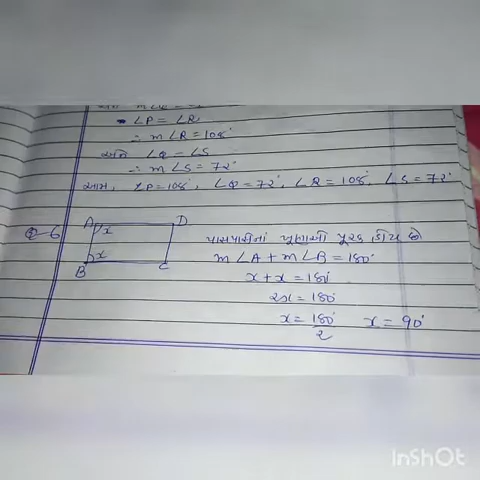 ∠P = ∠R
∴ m∠R = 108°
અને ∠Q = ∠S
∴ m∠S = 72°
આમ, ∠P = 108°, ∠Q = 72°, ∠R = 108°, ∠S = 72°
Q-6
A D
x
x
B C
પાસપાસેનાં ખૂણાઓ પૂરક હોય છે
m∠A + m∠B = 180°
x + x = 180°
2x = 180°
x = 180°/2 x = 90°
InShOt